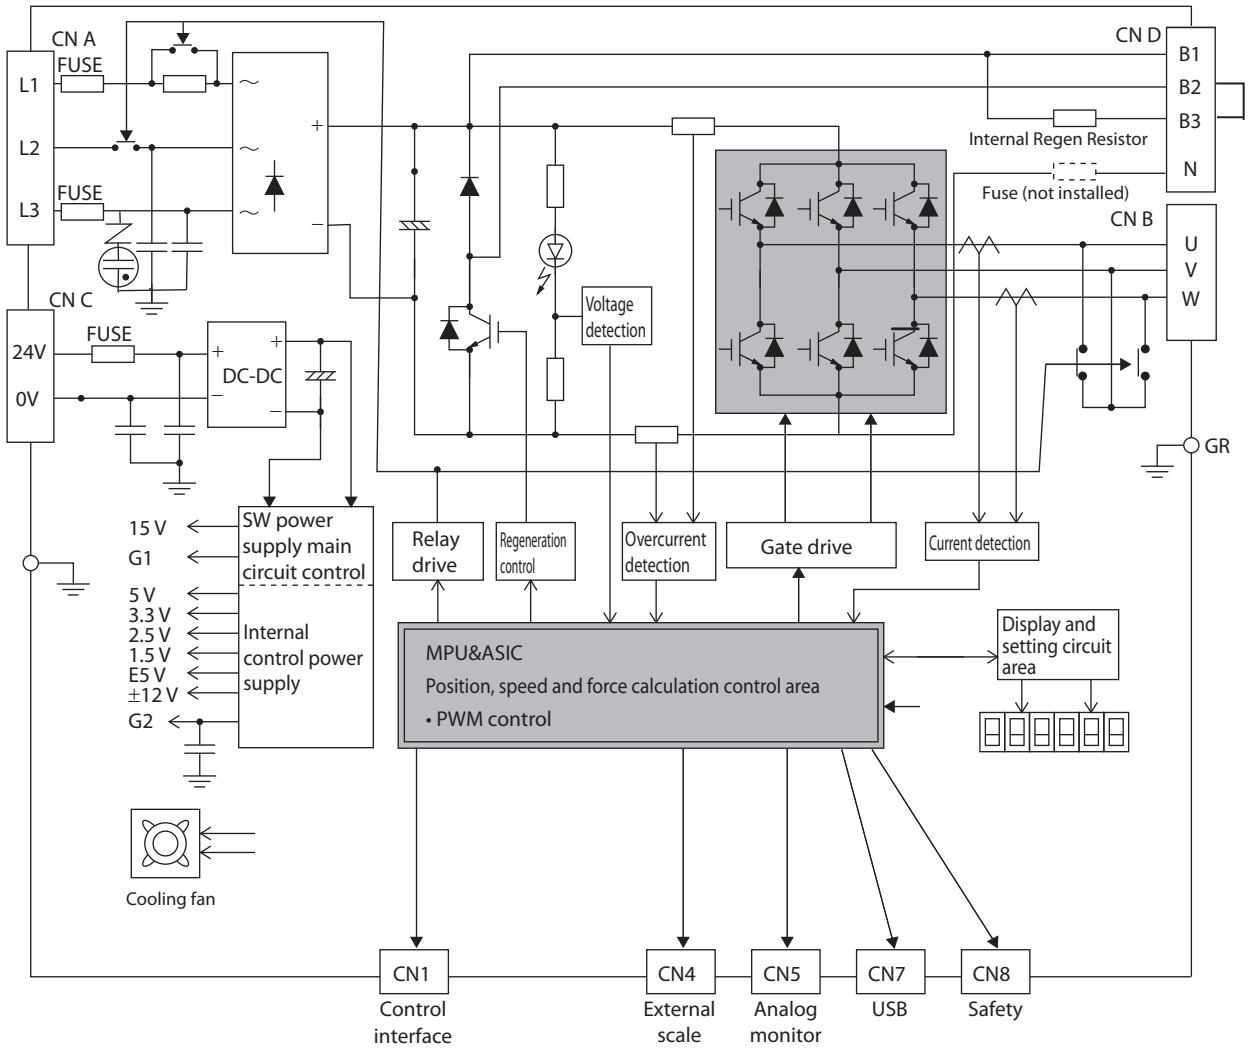 CN A
FUSE
L1
L2
FUSE
L3
~
~
~
+
−
CN D
B1
B2
B3
Internal Regen Resistor
N
Fuse (not installed)
CN B
U
V
W
CN C
24V
FUSE
0V
+
−
DC-DC
+
−
Voltage
detection
GR
15 V
G1
5 V
3.3 V
2.5 V
1.5 V
E5 V
±12 V
G2
SW power
supply main
circuit control
Internal
control power
supply
Relay
drive
Regeneration
control
Overcurrent
detection
Gate drive
Current detection
MPU&ASIC
Position, speed and force calculation control area
• PWM control
Display and
setting circuit
area
Cooling fan
CN1
Control
interface
CN4
External
scale
CN5
Analog
monitor
CN7
USB
CN8
Safety